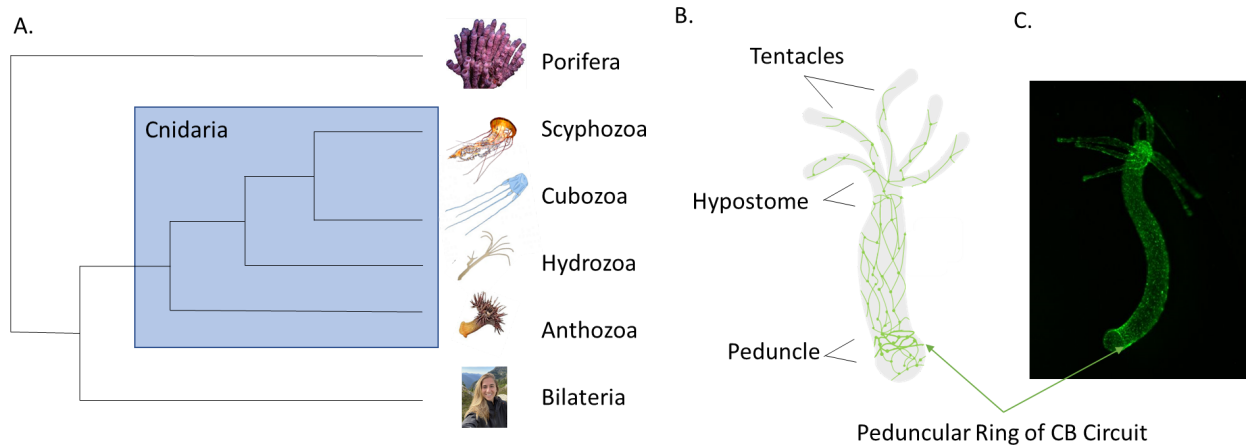 A.
Porifera
Cnidaria
Scyphozoa
Cubozoa
Hydrozoa
Anthozoa
Bilateria
B.
Tentacles
Hypostome
Peduncle
C.
Peduncular Ring of CB Circuit